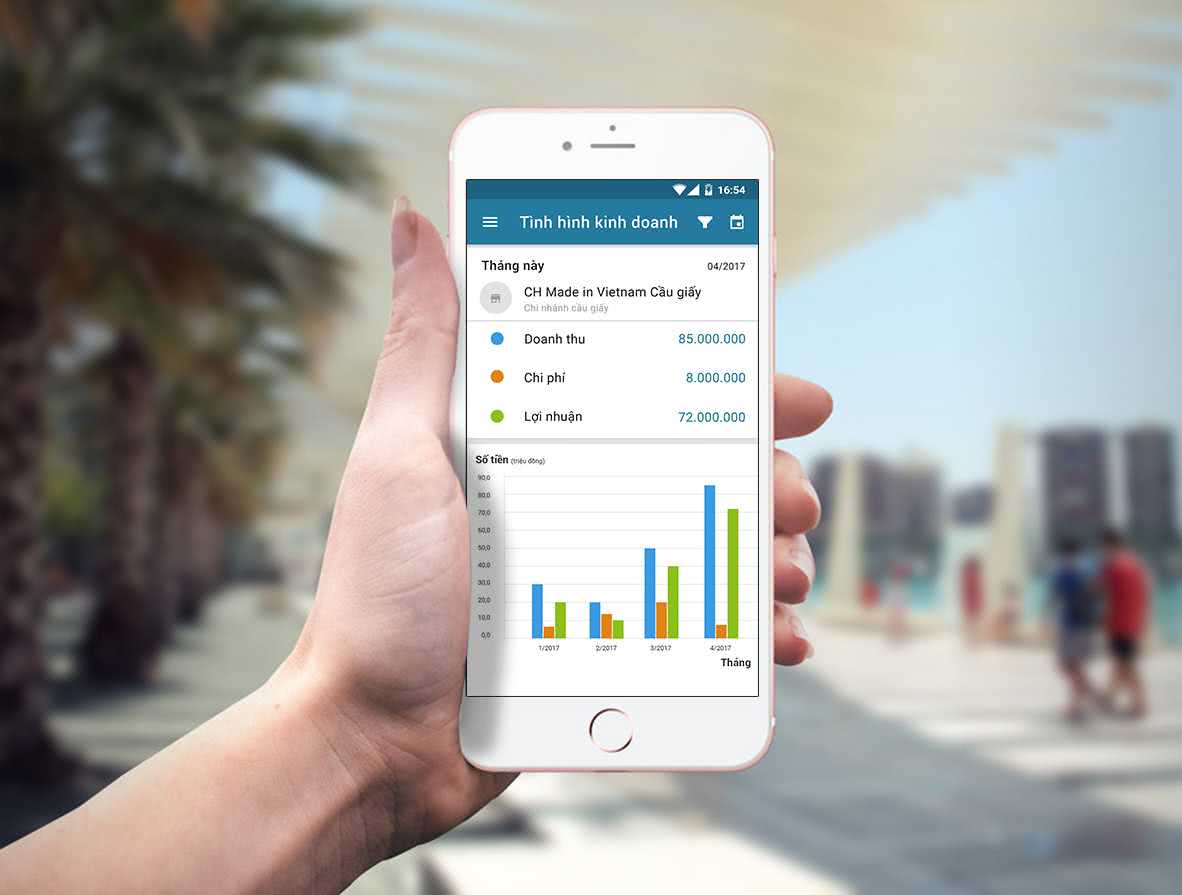 16:54
Tình hình kinh doanh
Tháng này 04/2017
CH Made in Vietnam Cầu giấy
Chi nhánh cầu giấy
Doanh thu 85.000.000
Chi phí 8.000.000
Lợi nhuận 72.000.000
Số tiền (triệu đồng)
90,0
80,0
70,0
60,0
50,0
40,0
30,0
20,0
10,0
0,0
1/2017 2/2017 3/2017 4/2017
Tháng